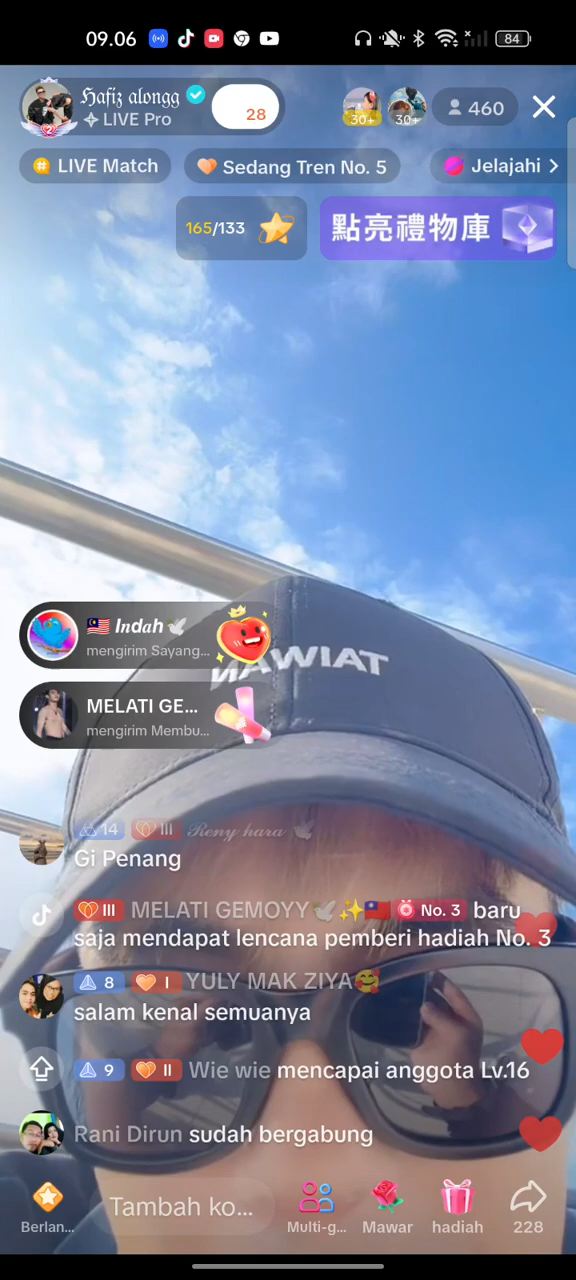 09.06
84
ℌ𝔞𝔣𝔦𝔷 𝔞𝔩𝔬𝔫𝔤𝔤
LIVE Pro
28
30+
30+
460
LIVE Match
Sedang Tren No. 5
Jelajahi
165/133
點亮禮物庫
🇲🇾 𝑰𝒏𝒅𝒂𝒉🕊
mengirim Sayang...
TAIWAN
MELATI GE...
mengirim Membu...
14 III 𝓡𝓮𝓷𝔂 𝓱𝓪𝓻𝓪 🕊
Gi Penang
III MELATI GEMOYY🕊✨🇹🇼 No. 3 baru
saja mendapat lencana pemberi hadiah No. 3
8 I YULY MAK ZIYA🥰
salam kenal semuanya
9 II Wie wie mencapai anggota Lv.16
Rani Dirun sudah bergabung
Tambah ko...
Berlan...
Multi-g...
Mawar
hadiah
228